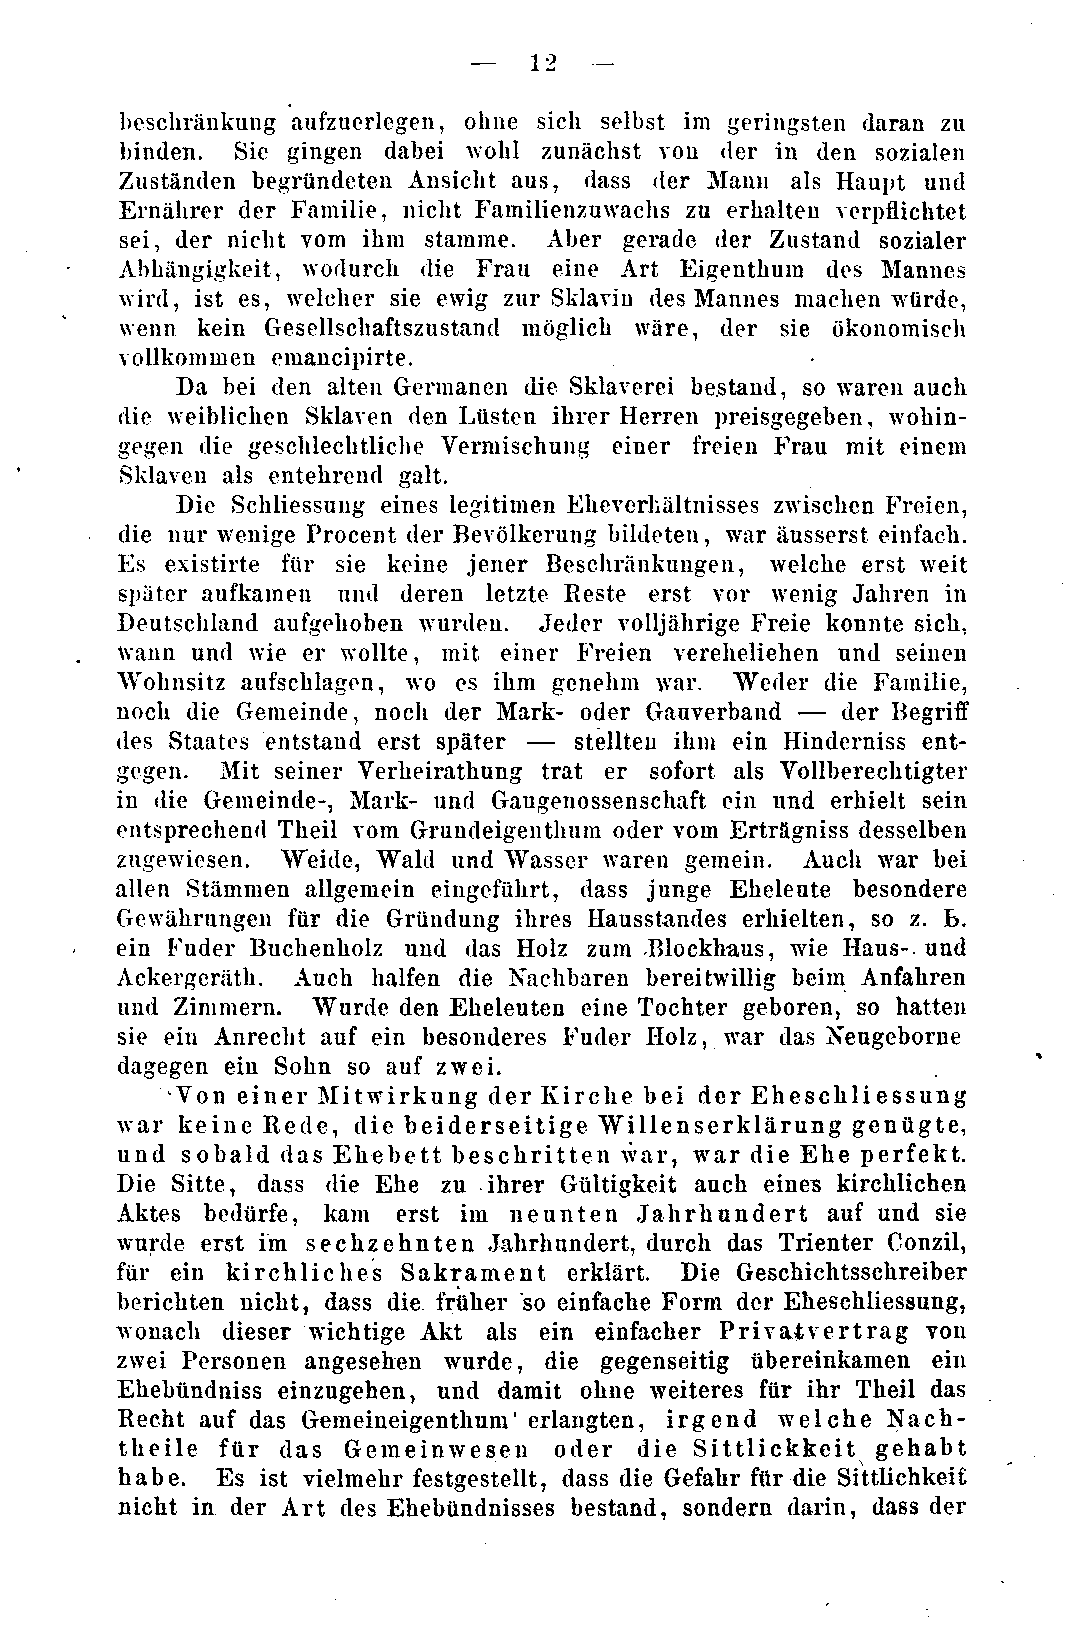 — 12 —
beschränkung aufzuerlegen, ohne sich selbst im geringsten daran zu
binden. Sie gingen dabei wohl zunächst von der in den sozialen
Zuständen begründeten Ansicht aus, dass der Mann als Haupt und
Ernährer der Familie, nicht Familienzuwachs zu erhalten verpflichtet
sei, der nicht vom ihm stamme. Aber gerade der Zustand sozialer
Abhängigkeit, wodurch die Frau eine Art Eigenthum des Mannes
wird, ist es, welcher sie ewig zur Sklavin des Mannes machen würde,
wenn kein Gesellschaftszustand möglich wäre, der sie ökonomisch
vollkommen emancipirte.
Da bei den alten Germanen die Sklaverei bestand, so waren auch
die weiblichen Sklaven den Lüsten ihrer Herren preisgegeben, wohin-
gegen die geschlechtliche Vermischung einer freien Frau mit einem
Sklaven als entehrend galt.
Die Schliessung eines legitimen Eheverhältnisses zwischen Freien,
die nur wenige Procent der Bevölkerung bildeten, war äusserst einfach.
Es existirte für sie keine jener Beschränkungen, welche erst weit
später aufkamen und deren letzte Reste erst vor wenig Jahren in
Deutschland aufgehoben wurden. Jeder volljährige Freie konnte sich,
wann und wie er wollte, mit einer Freien vereheliehen und seinen
Wohnsitz aufschlagen, wo es ihm genehm war. Weder die Familie,
noch die Gemeinde, noch der Mark- oder Gauverband — der Begriff
des Staates entstand erst später — stellten ihm ein Hinderniss ent-
gegen. Mit seiner Verheirathung trat er sofort als Vollberechtigter
in die Gemeinde-, Mark- und Gaugenossenschaft ein und erhielt sein
entsprechend Theil vom Grundeigenthum oder vom Erträgniss desselben
zugewiesen. Weide, Wald und Wasser waren gemein. Auch war bei
allen Stämmen allgemein eingeführt, dass junge Eheleute besondere
Gewährungen für die Gründung ihres Hausstandes erhielten, so z. B.
ein Fuder Buchenholz und das Holz zum Blockhaus, wie Haus- und
Ackergeräth. Auch halfen die Nachbaren bereitwillig beim Anfahren
und Zimmern. Wurde den Eheleuten eine Tochter geboren, so hatten
sie ein Anrecht auf ein besonderes Fuder Holz, war das Neugeborne
dagegen ein Sohn so auf zwei.
Von einer Mitwirkung der Kirche bei der Eheschliessung
war keine Rede, die beiderseitige Willenserklärung genügte,
und sobald das Ehebett beschritten war, war die Ehe perfekt.
Die Sitte, dass die Ehe zu ihrer Gültigkeit auch eines kirchlichen
Aktes bedürfe, kam erst im neunten Jahrhundert auf und sie
wurde erst im sechzehnten Jahrhundert, durch das Trienter Conzil,
für ein kirchliches Sakrament erklärt. Die Geschichtsschreiber
berichten nicht, dass die früher so einfache Form der Eheschliessung,
wonach dieser wichtige Akt als ein einfacher Privatvertrag von
zwei Personen angesehen wurde, die gegenseitig übereinkamen ein
Ehebündniss einzugehen, und damit ohne weiteres für ihr Theil das
Recht auf das Gemeineigenthum erlangten, irgend welche Nach-
theile für das Gemeinwesen oder die Sittlickkeit gehabt
habe. Es ist vielmehr festgestellt, dass die Gefahr für die Sittlichkeit
nicht in der Art des Ehebündnisses bestand, sondern darin, dass der